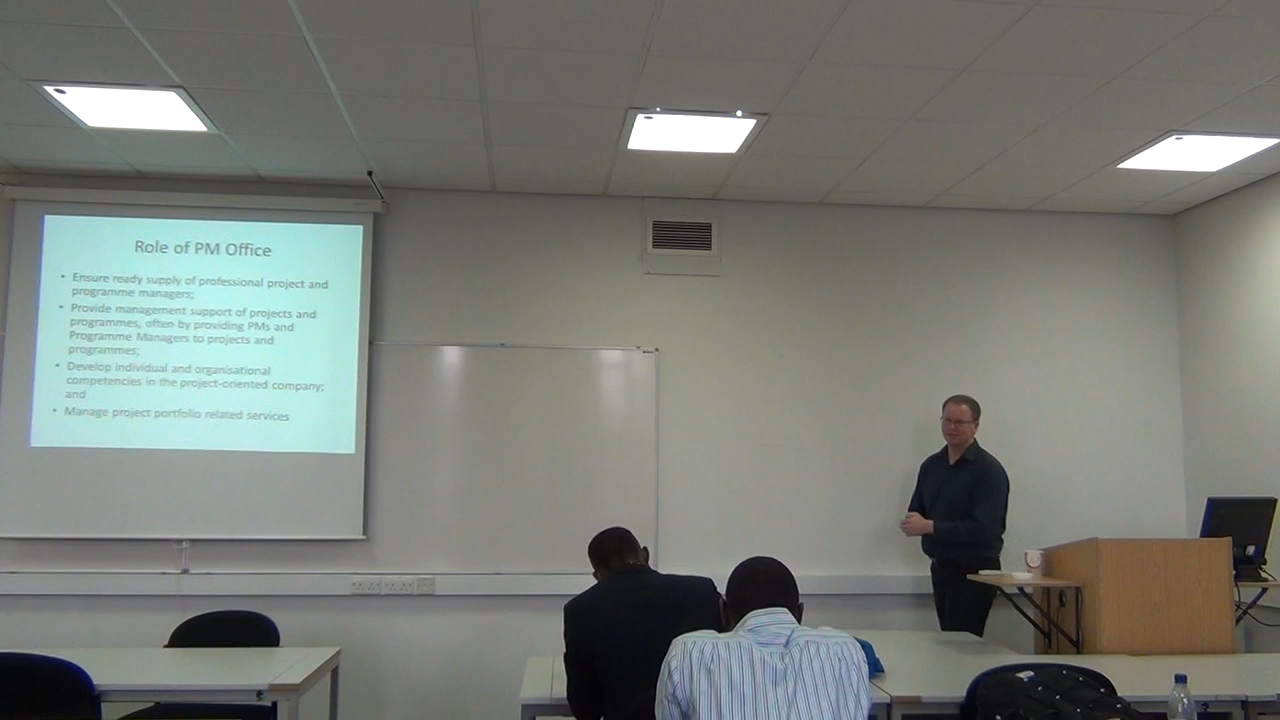 Role of PM Office
• Ensure ready supply of professional project and
programme managers;
• Provide management support of projects and
programmes, often by providing PMs and
Programme Managers to projects and
programmes;
• Develop individual and organisational
competencies in the project-oriented company;
and
• Manage project portfolio related services